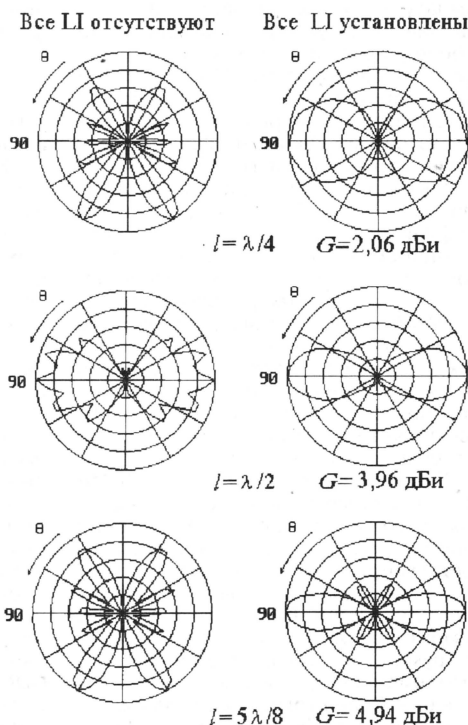 Все LI отсутствуют Все LI установлены
θ θ
90 90
l = λ/4 G=2,06 дБи
θ θ
90 90
l = λ/2 G= 3,96 дБи
θ θ
90 90
l = 5λ/8 G= 4,94 дБи